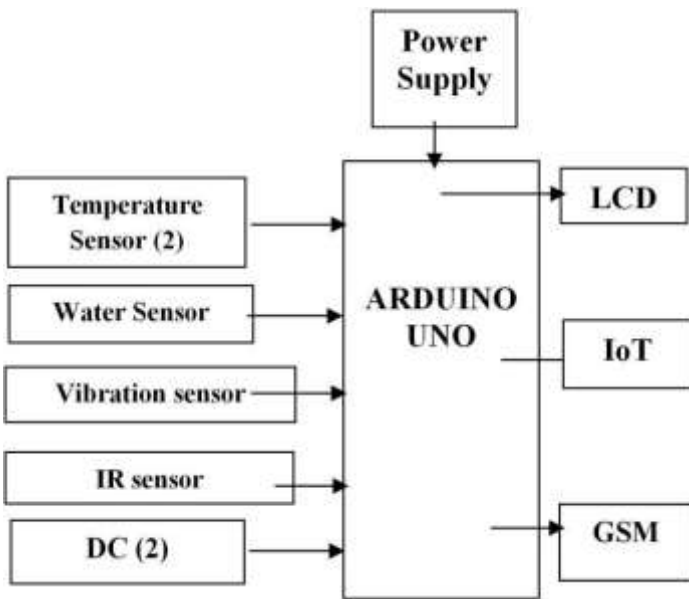 Power
Supply
Temperature
Sensor (2)
Water Sensor
Vibration sensor
IR sensor
DC (2)
ARDUINO
UNO
LCD
IoT
GSM